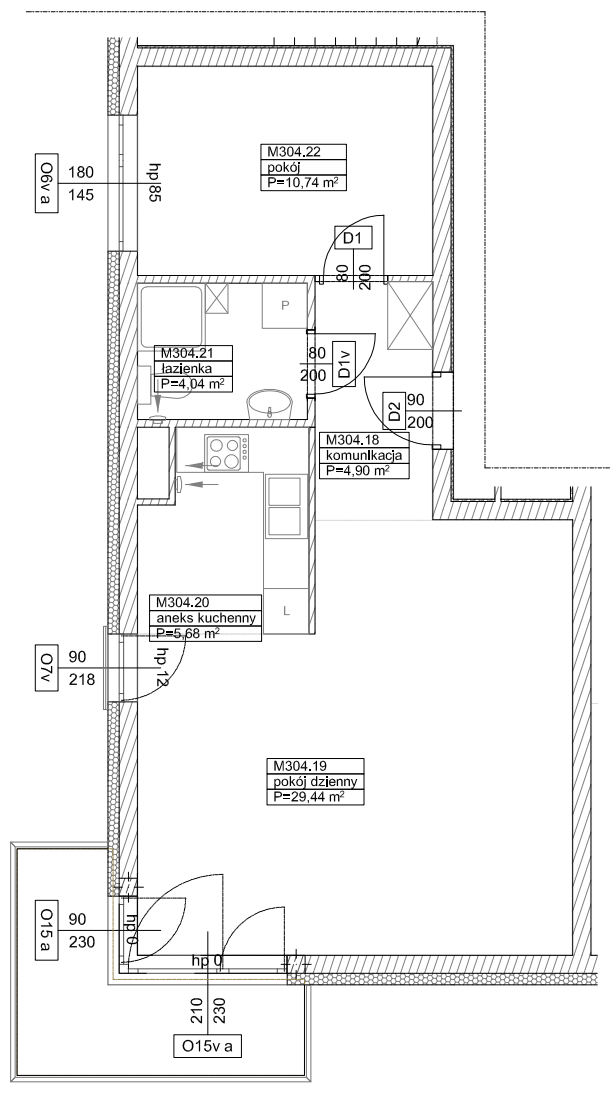 M304.22
pokój
P=10,74 m²
O6v a
180
145
hp 85
D1
80
200
P
M304.21
łazienka
P=4,04 m²
80
200
D1v
D2
90
200
M304.18
komunikacja
P=4,90 m²
M304.20
aneks kuchenny
P=5,68 m²
L
O7v
90
218
hp 12
M304.19
pokój dzienny
P=29,44 m²
O15 a
90
230
hp 0
hp 0
210
230
O15v a